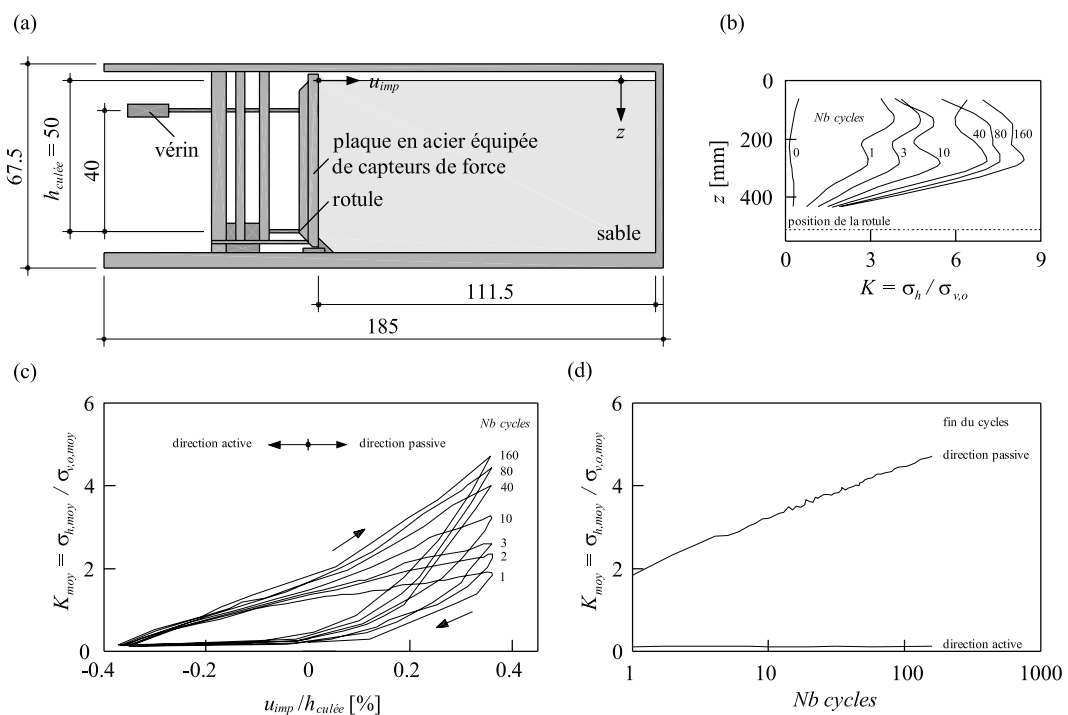 (a)
67.5
h_culée = 50
40
vérin
u_imp
z
plaque en acier équipée
de capteurs de force
rotule
sable
111.5
185
(b)
0
200
400
z [mm]
Nb cycles
0
1
3
10
40
80
160
position de la rotule
0
3
6
9
K = σ_h / σ_v,o
(c)
6
4
2
0
K_moy = σ_h,moy / σ_v,o,moy
direction active
direction passive
Nb cycles
160
80
40
10
3
2
1
-0.4
-0.2
0
0.2
0.4
u_imp / h_culée [%]
(d)
6
4
2
0
K_moy = σ_h,moy / σ_v,o,moy
fin du cycles
direction passive
direction active
1
10
100
1000
Nb cycles